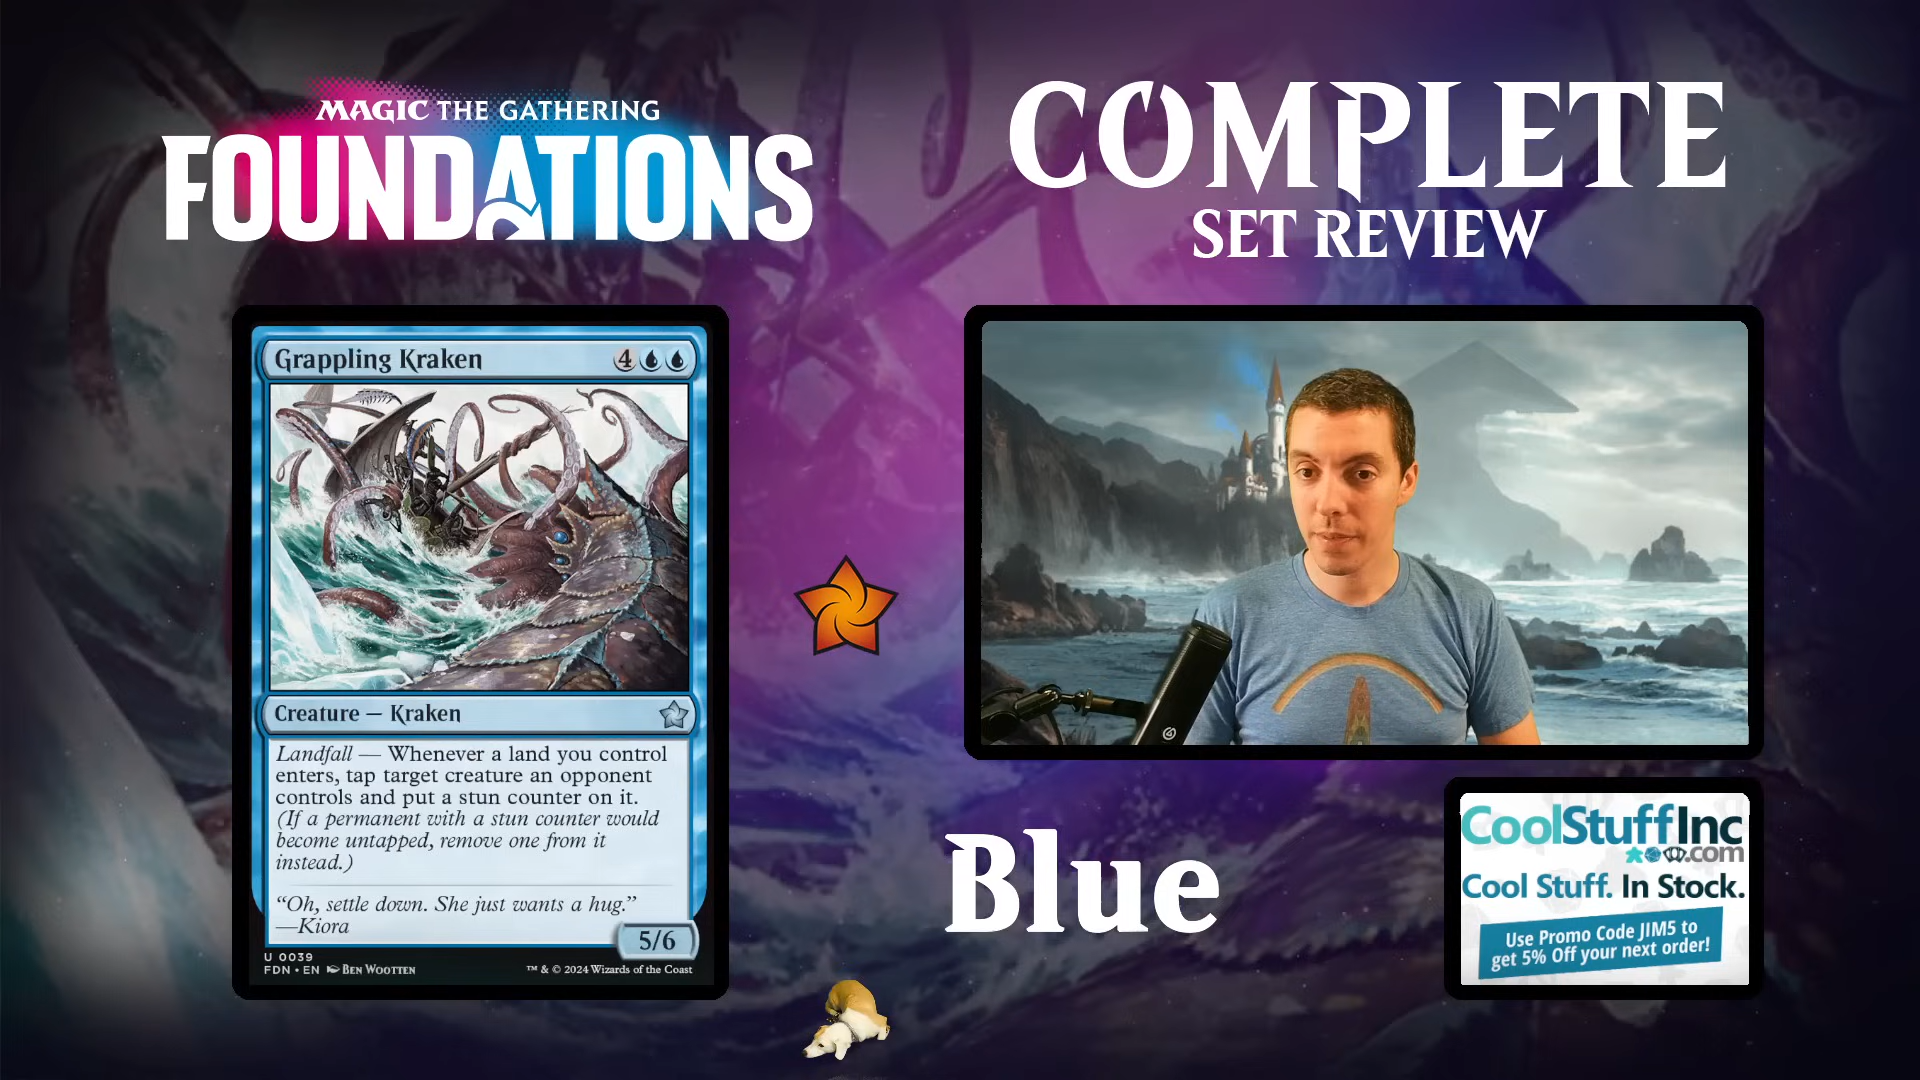 MAGIC THE GATHERING
FOUNDATIONS
COMPLETE
SET REVIEW
Grappling Kraken
4
Creature — Kraken
Landfall — Whenever a land you control
enters, tap target creature an opponent
controls and put a stun counter on it.
(If a permanent with a stun counter would
become untapped, remove one from it
instead.)
“Oh, settle down. She just wants a hug.”
—Kiora
5/6
U 0039
FDN • EN BEN WOOTTEN
™ & © 2024 Wizards of the Coast
Blue
CoolStuffInc
.com
Cool Stuff. In Stock.
Use Promo Code JIM5 to
get 5% Off your next order!